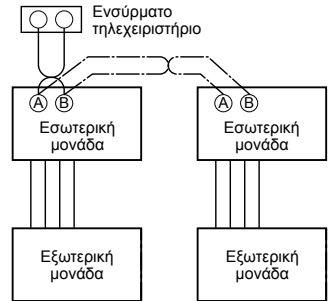 Ενσύρματο
τηλεχειριστήριο
A B A B
Εσωτερική
μονάδα
Εσωτερική
μονάδα
Εξωτερική
μονάδα
Εξωτερική
μονάδα